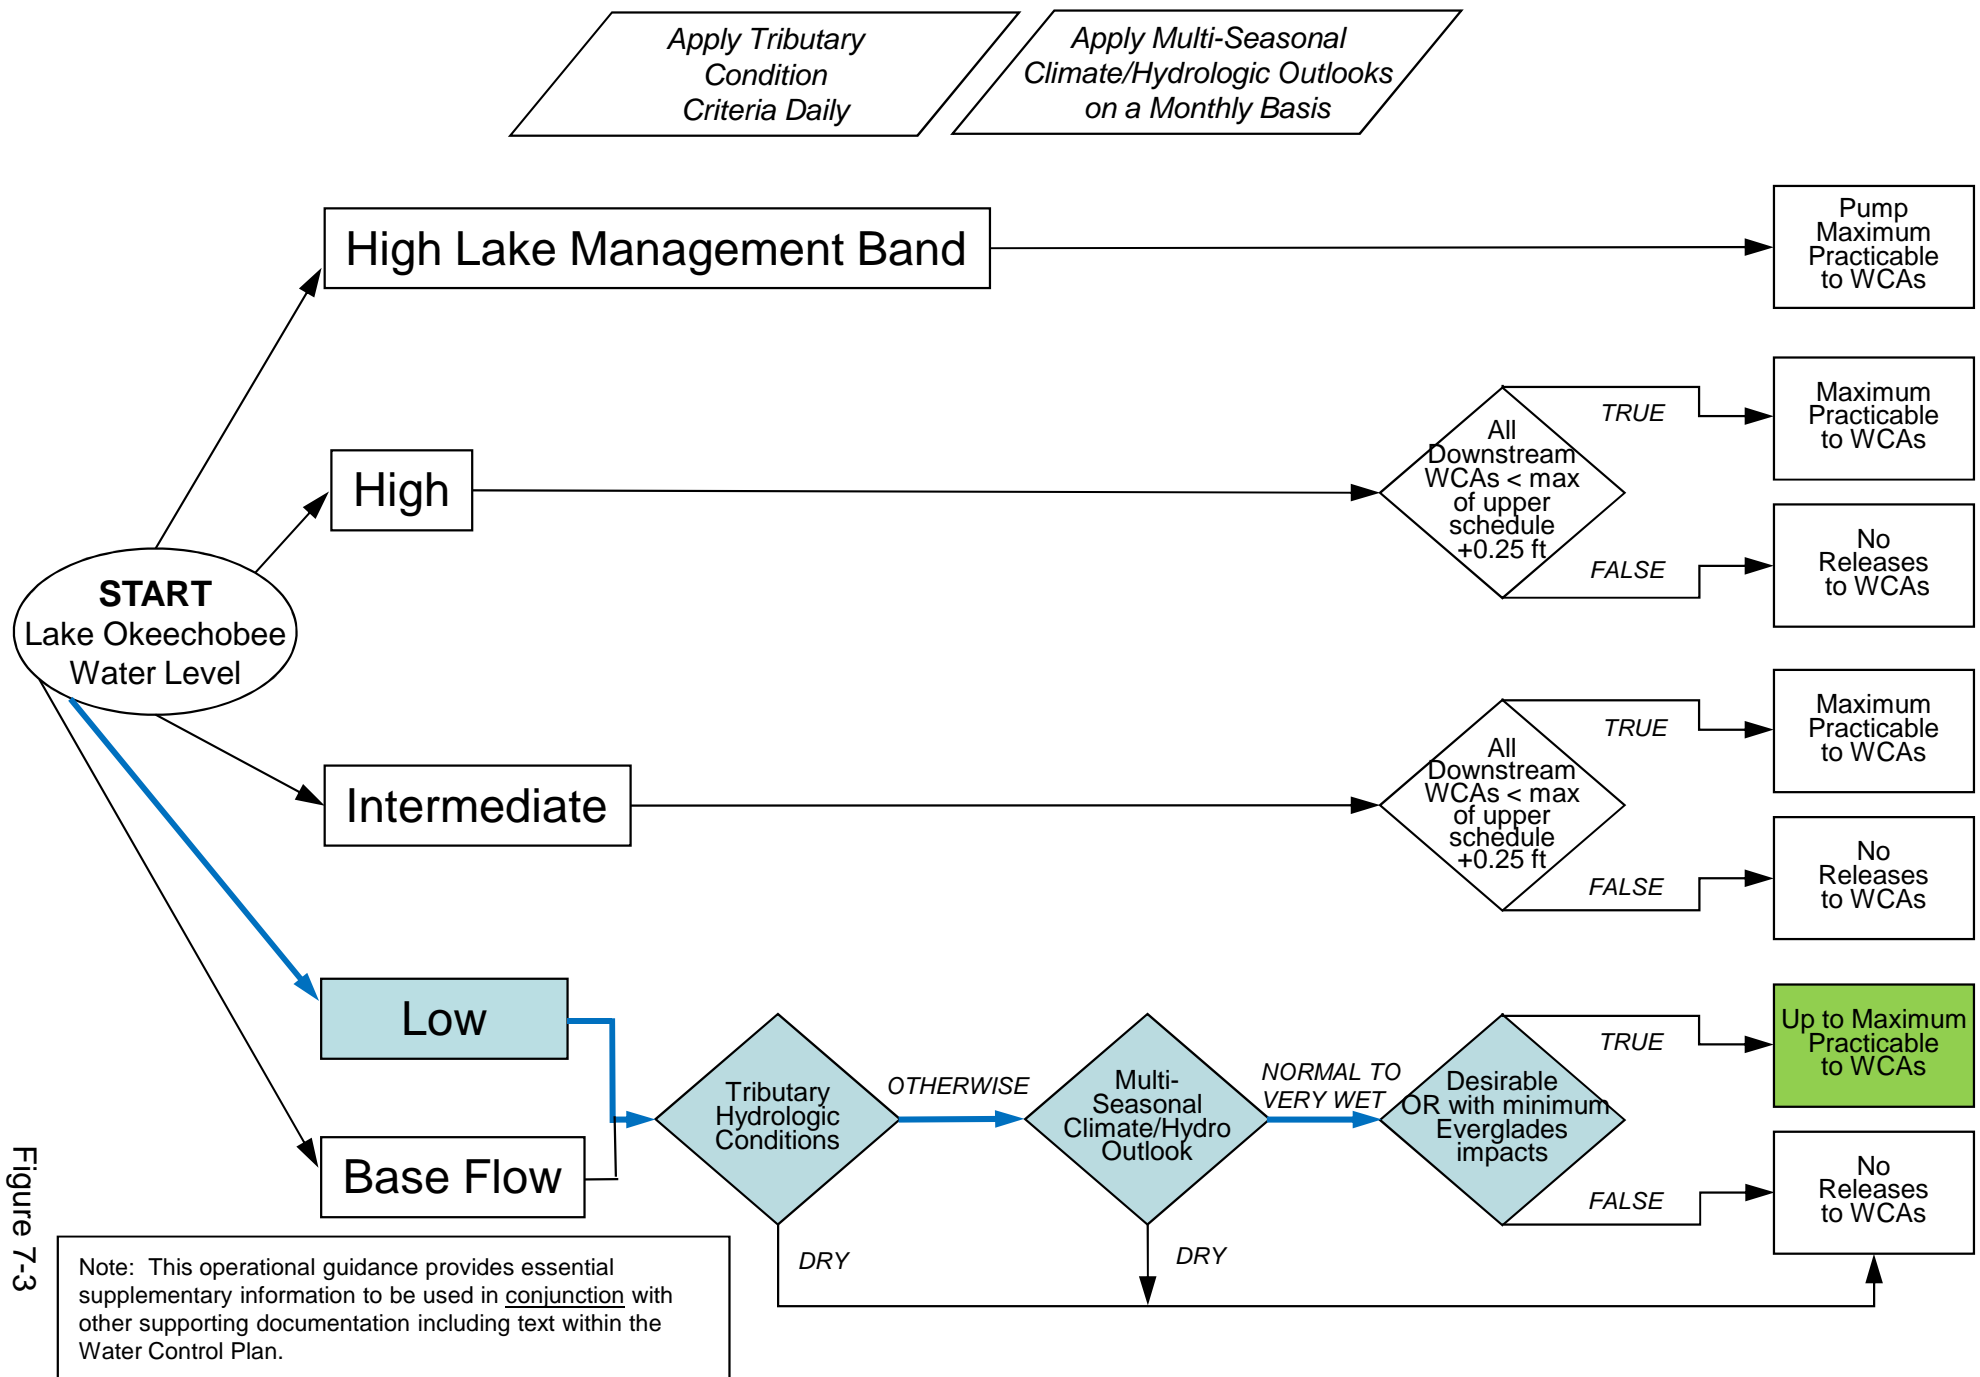 Apply Tributary
Condition
Criteria Daily
Apply Multi-Seasonal
Climate/Hydrologic Outlooks
on a Monthly Basis
High Lake Management Band
Pump
Maximum
Practicable
to WCAs
High
All
Downstream
WCAs < max
of upper
schedule
+0.25 ft
TRUE
Maximum
Practicable
to WCAs
FALSE
No
Releases
to WCAs
START
Lake Okeechobee
Water Level
Intermediate
All
Downstream
WCAs < max
of upper
schedule
+0.25 ft
TRUE
Maximum
Practicable
to WCAs
FALSE
No
Releases
to WCAs
Low
Base Flow
Tributary
Hydrologic
Conditions
OTHERWISE
DRY
Multi-
Seasonal
Climate/Hydro
Outlook
NORMAL TO
VERY WET
DRY
Desirable
OR with minimum
Everglades
impacts
TRUE
Up to Maximum
Practicable
to WCAs
FALSE
No
Releases
to WCAs
Figure 7-3
Note:  This operational guidance provides essential
supplementary information to be used in conjunction with
other supporting documentation including text within the
Water Control Plan.